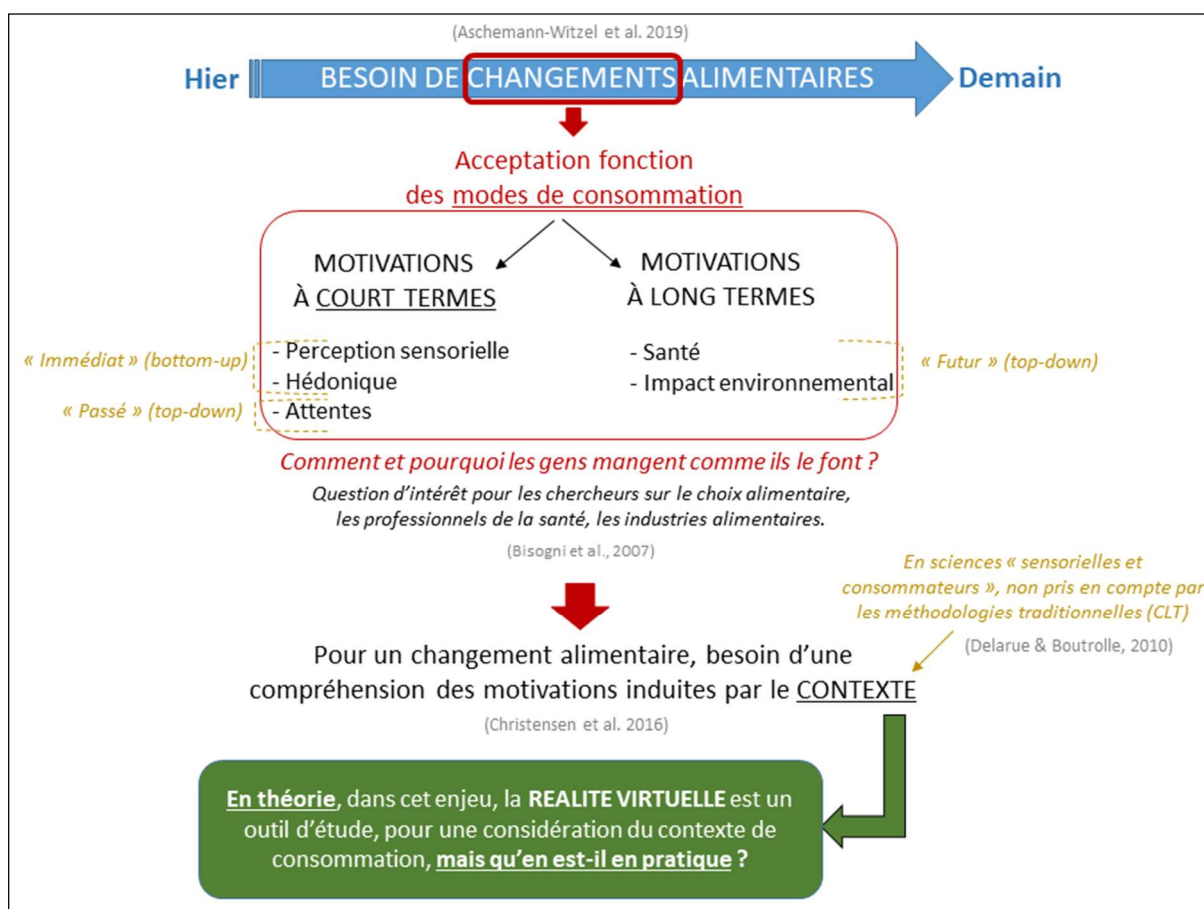 (Aschemann-Witzel et al. 2019)
Hier BESOIN DE CHANGEMENTS ALIMENTAIRES Demain
Acceptation fonction
des modes de consommation
MOTIVATIONS
À COURT TERMES
MOTIVATIONS
À LONG TERMES
« Immédiat » (bottom-up)
- Perception sensorielle
- Hédonique
« Passé » (top-down)
- Attentes
- Santé
- Impact environnemental
« Futur » (top-down)
Comment et pourquoi les gens mangent comme ils le font ?
Question d’intérêt pour les chercheurs sur le choix alimentaire,
les professionnels de la santé, les industries alimentaires.
(Bisogni et al., 2007)
En sciences « sensorielles et
consommateurs », non pris en compte par
les méthodologies traditionnelles (CLT)
(Delarue & Boutrolle, 2010)
Pour un changement alimentaire, besoin d’une
compréhension des motivations induites par le CONTEXTE
(Christensen et al. 2016)
En théorie, dans cet enjeu, la REALITE VIRTUELLE est un
outil d’étude, pour une considération du contexte de
consommation, mais qu’en est-il en pratique ?